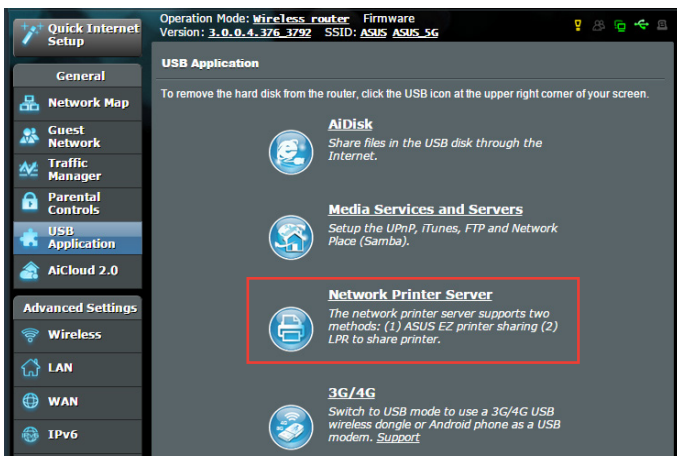 Quick Internet
Setup
General
Network Map
Guest
Network
Traffic
Manager
Parental
Controls
USB
Application
AiCloud 2.0
Advanced Settings
Wireless
LAN
WAN
IPv6
Operation Mode: Wireless router Firmware
Version: 3.0.0.4.376_3792 SSID: ASUS ASUS_5G
USB Application
To remove the hard disk from the router, click the USB icon at the upper right corner of your screen.
AiDisk
Share files in the USB disk through the
Internet.
Media Services and Servers
Setup the UPnP, iTunes, FTP and Network
Place (Samba).
Network Printer Server
The network printer server supports two
methods: (1) ASUS EZ printer sharing (2)
LPR to share printer.
3G/4G
Switch to USB mode to use a 3G/4G USB
wireless dongle or Android phone as a USB
modem. Support